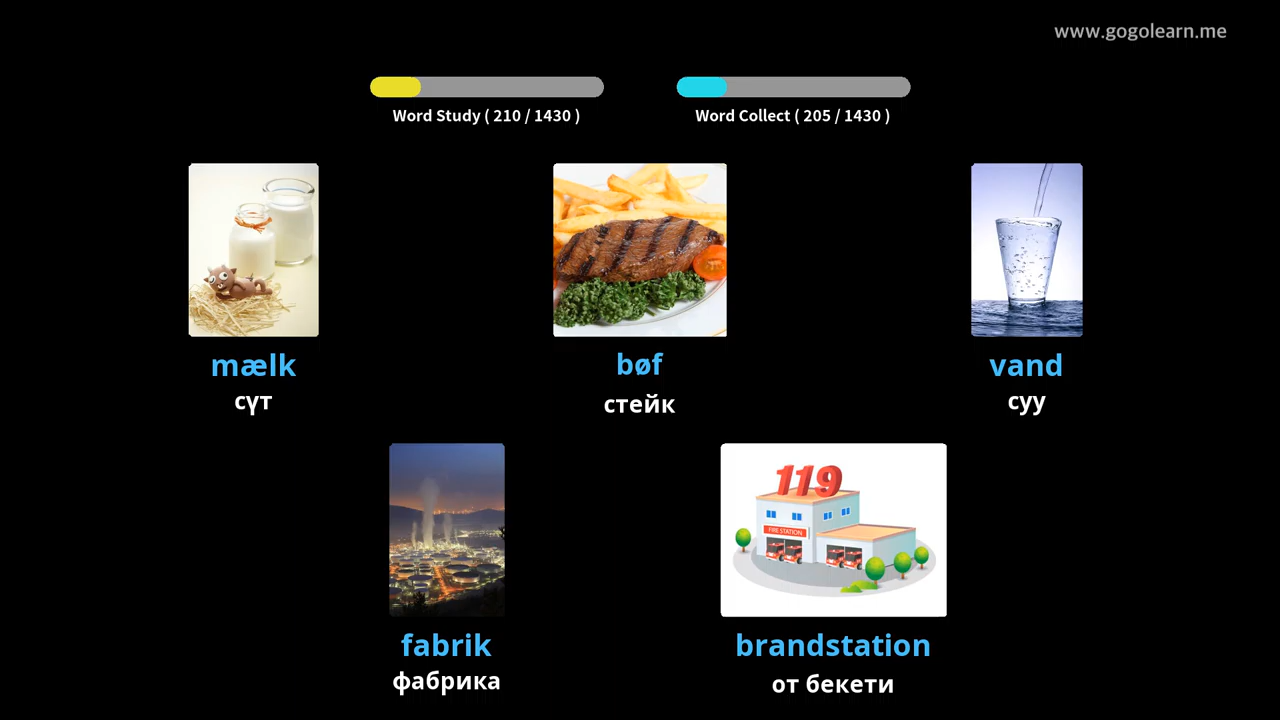 www.gogolearn.me
Word Study ( 210 / 1430 )
Word Collect ( 205 / 1430 )
mælk
сүт
bøf
стейк
vand
суу
119
FIRE STATION
fabrik
фабрика
brandstation
от бекети